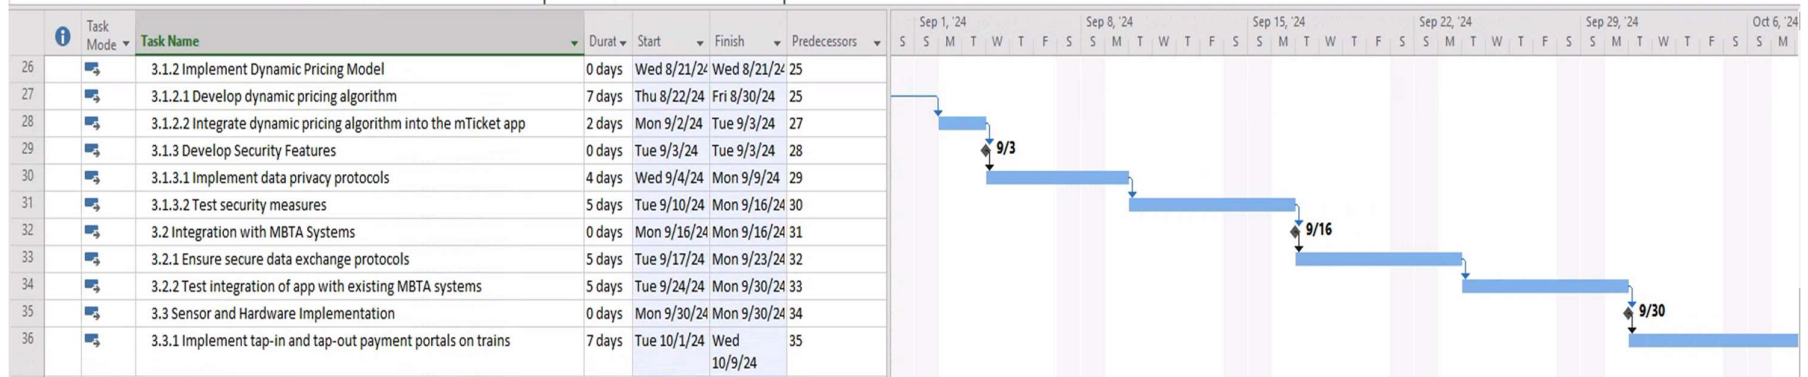 Sep 1, '24 Sep 8, '24 Sep 15, '24 Sep 22, '24 Sep 29, '24 Oct 6, '24
Task Mode Task Name Durat Start Finish Predecessors S S M T W T F S S M T W T F S S M T W T F S S M T W T F S S M T W T F S S M
26 3.1.2 Implement Dynamic Pricing Model 0 days Wed 8/21/24 Wed 8/21/24 25
27 3.1.2.1 Develop dynamic pricing algorithm 7 days Thu 8/22/24 Fri 8/30/24 25
28 3.1.2.2 Integrate dynamic pricing algorithm into the mTicket app 2 days Mon 9/2/24 Tue 9/3/24 27
29 3.1.3 Develop Security Features 0 days Tue 9/3/24 Tue 9/3/24 28 9/3
30 3.1.3.1 Implement data privacy protocols 4 days Wed 9/4/24 Mon 9/9/24 29
31 3.1.3.2 Test security measures 5 days Tue 9/10/24 Mon 9/16/24 30
32 3.2 Integration with MBTA Systems 0 days Mon 9/16/24 Mon 9/16/24 31 9/16
33 3.2.1 Ensure secure data exchange protocols 5 days Tue 9/17/24 Mon 9/23/24 32
34 3.2.2 Test integration of app with existing MBTA systems 5 days Tue 9/24/24 Mon 9/30/24 33
35 3.3 Sensor and Hardware Implementation 0 days Mon 9/30/24 Mon 9/30/24 34 9/30
36 3.3.1 Implement tap-in and tap-out payment portals on trains 7 days Tue 10/1/24 Wed 35
10/9/24